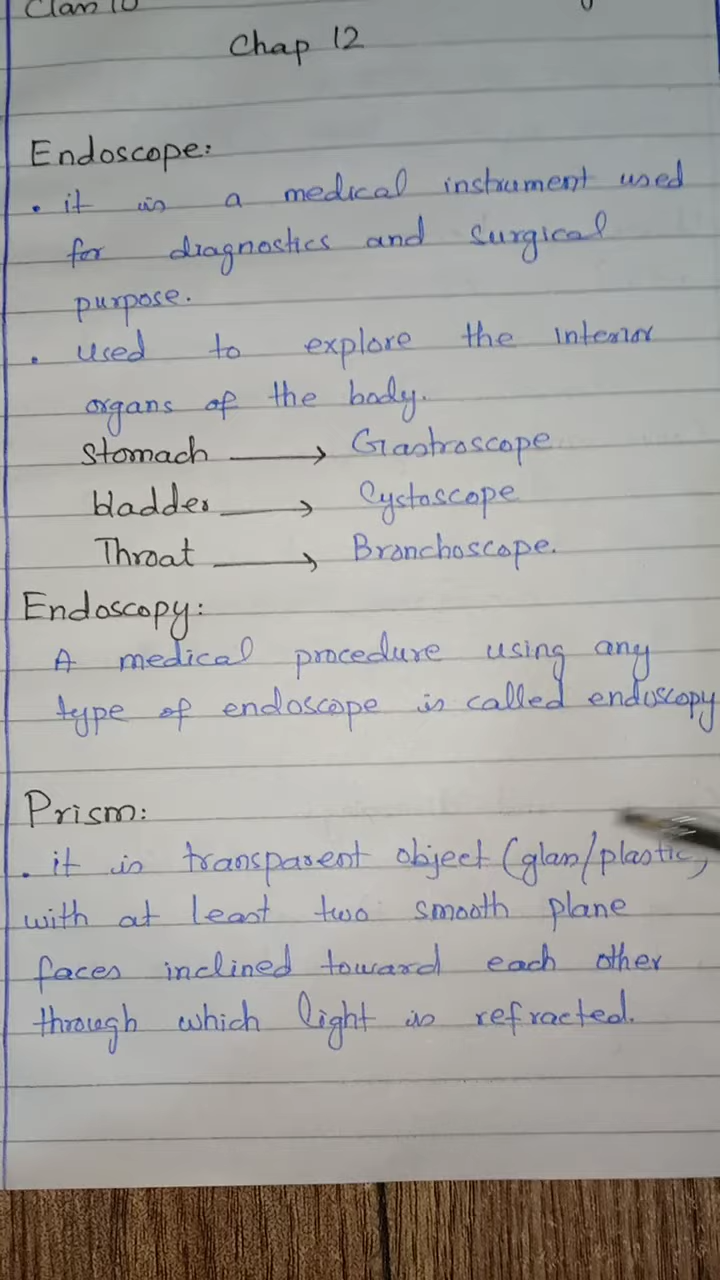 Class 10
Chap 12
Endoscope:
. it is a medical instrument used
for diagnostics and surgical
purpose.
. used to explore the interior
organs of the body.
Stomach → Gastroscope
bladder → Cystoscope
Throat → Bronchoscope.
Endoscopy:
A medical procedure using any
type of endoscope is called endoscopy
Prism:
. it is transparent object (glass/plastic,
with at least two smooth plane
faces inclined toward each other
through which light is refracted.